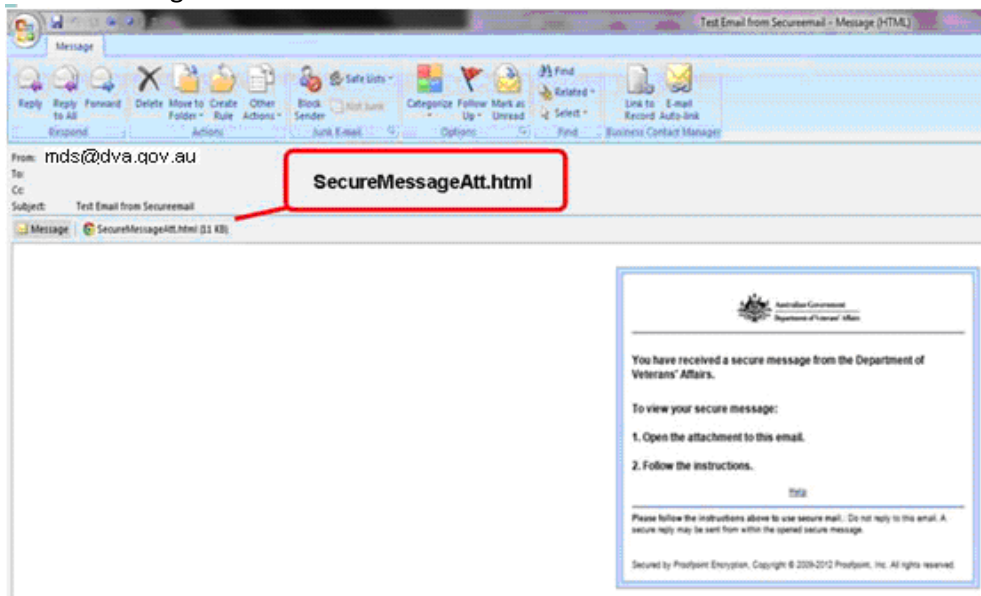 Test Email from Secureemail - Message (HTML)
Message
Reply Reply to All Forward Delete Move to Folder Create Rule Other Actions Block Sender Safe Lists Not Junk Categorize Follow Up Mark as Unread Find Related Select Link to Record E-mail Auto-link
Respond Actions Junk E-mail Options Find Business Contact Manager
From: mds@dva.gov.au
To:
Cc:
Subject: Test Email from Secureemail
SecureMessageAtt.html
Message SecureMessageAtt.html (11 KB)
Australian Government
Department of Veterans' Affairs
You have received a secure message from the Department of
Veterans' Affairs.
To view your secure message:
1. Open the attachment to this email.
2. Follow the instructions.
Help
Please follow the instructions above to use secure mail.: Do not reply to this email. A
secure reply may be sent from within the opened secure message.
Secured by Proofpoint Encryption, Copyright © 2009-2012 Proofpoint, Inc. All rights reserved.